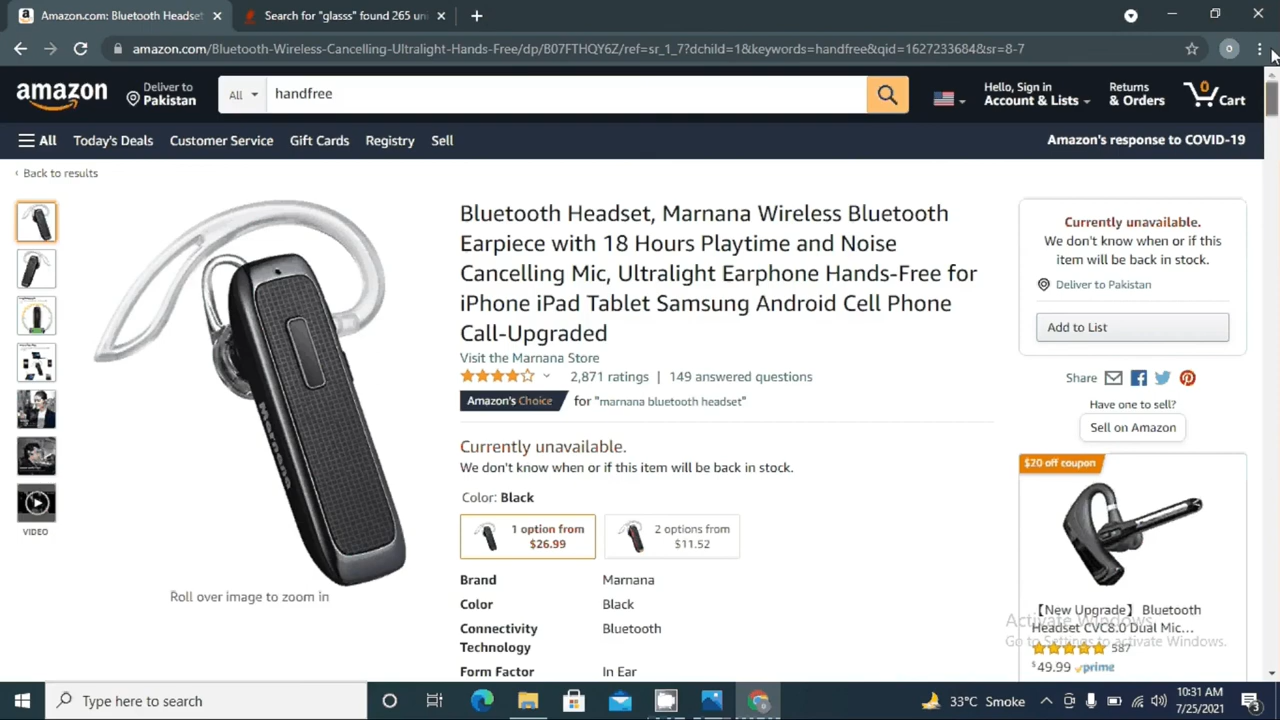 Amazon.com: Bluetooth Headset
Search for "glasss" found 265 un
amazon.com/Bluetooth-Wireless-Cancelling-Ultralight-Hands-Free/dp/B07FTHQY6Z/ref=sr_1_7?dchild=1&keywords=handfree&qid=1627233684&sr=8-7
amazon
Deliver to
Pakistan
All
handfree
Hello, Sign in
Account & Lists
Returns
& Orders
0
Cart
All
Today's Deals
Customer Service
Gift Cards
Registry
Sell
Amazon's response to COVID-19
‹ Back to results
Bluetooth Headset, Marnana Wireless Bluetooth
Earpiece with 18 Hours Playtime and Noise
Cancelling Mic, Ultralight Earphone Hands-Free for
iPhone iPad Tablet Samsung Android Cell Phone
Call-Upgraded
Visit the Marnana Store
2,871 ratings | 149 answered questions
Amazon's Choice for "marnana bluetooth headset"
Currently unavailable.
We don't know when or if this item will be back in stock.
Color: Black
1 option from
$26.99
2 options from
$11.52
Brand Marnana
Color Black
Connectivity Bluetooth
Technology
Form Factor In Ear
Marnana
VIDEO
Roll over image to zoom in
Currently unavailable.
We don't know when or if this
item will be back in stock.
Deliver to Pakistan
Add to List
Share
Have one to sell?
Sell on Amazon
$20 off coupon
【New Upgrade】 Bluetooth
Headset CVC8.0 Dual Mic...
587
$49.99 prime
Activate Windows
Go to Settings to activate Windows.
Type here to search
33°C Smoke
10:31 AM
7/25/2021
3